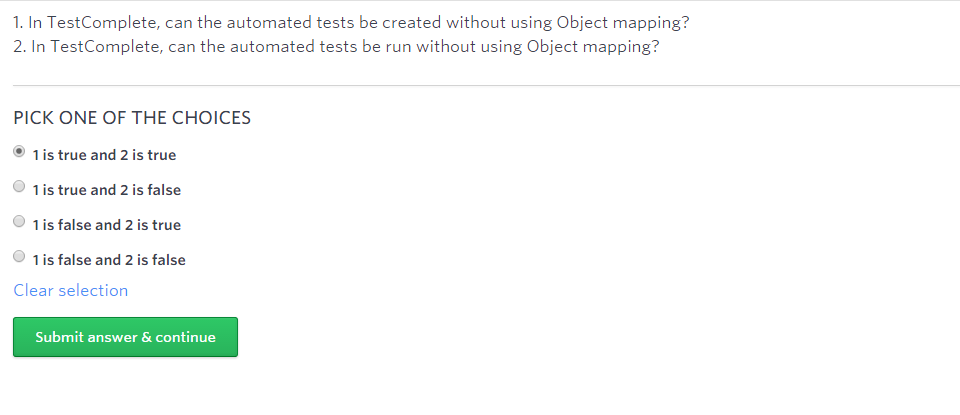 1. In TestComplete, can the automated tests be created without using Object mapping?
2. In TestComplete, can the automated tests be run without using Object mapping?
PICK ONE OF THE CHOICES
1 is true and 2 is true
1 is true and 2 is false
1 is false and 2 is true
1 is false and 2 is false
Clear selection
Submit answer & continue